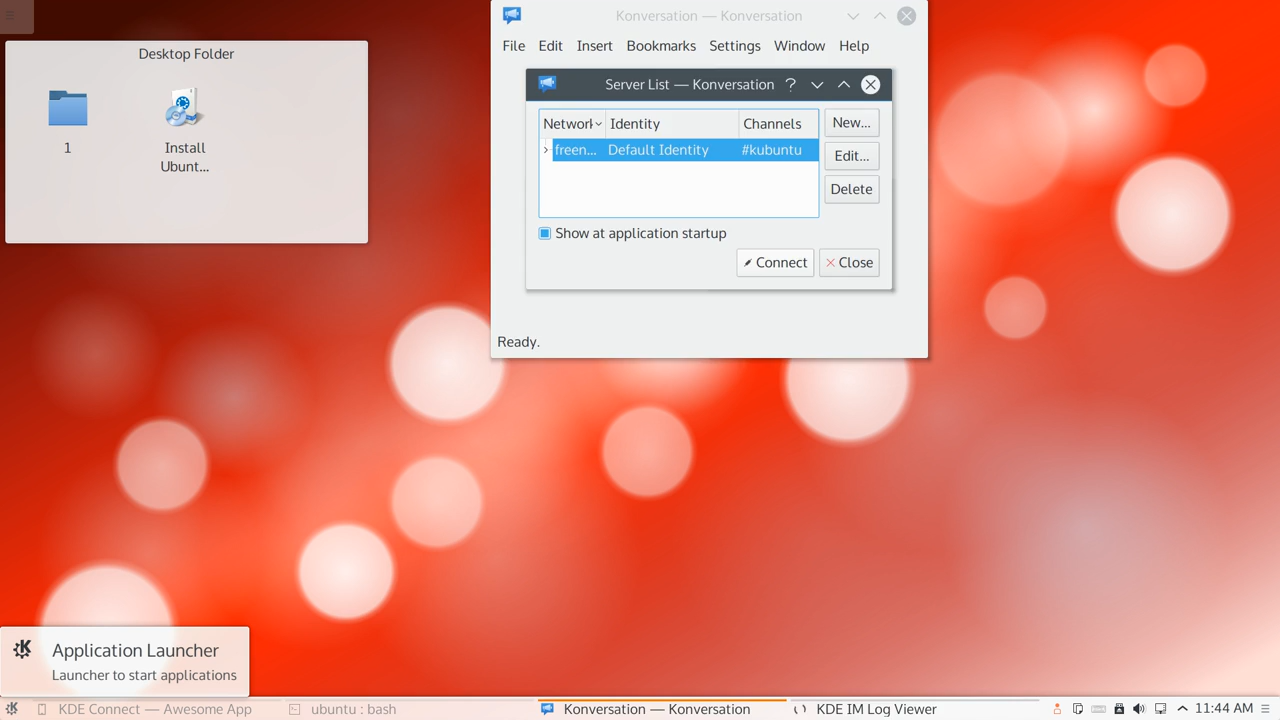 Desktop Folder
1
Install
Ubunt...
Konversation — Konversation
File Edit Insert Bookmarks Settings Window Help
Server List — Konversation
Network Identity Channels
freen... Default Identity #kubuntu
New...
Edit...
Delete
Show at application startup
Connect
Close
Ready.
Application Launcher
Launcher to start applications
KDE Connect — Awesome App
ubuntu : bash
Konversation — Konversation
KDE IM Log Viewer
11:44 AM